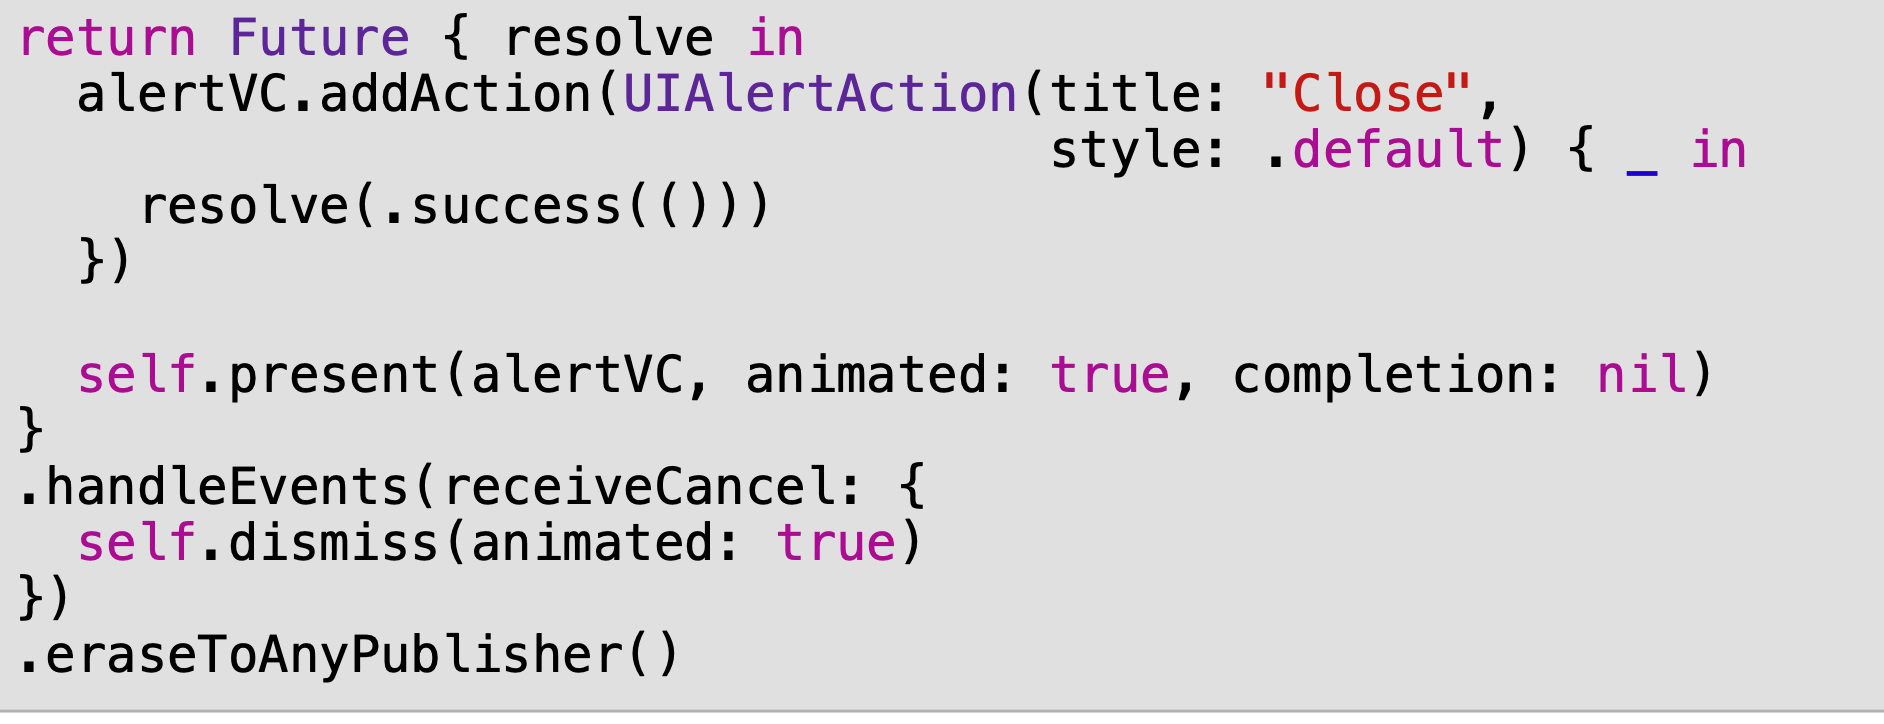 return Future { resolve in
  alertVC.addAction(UIAlertAction(title: "Close",
                                  style: .default) { _ in
    resolve(.success(()))
  })

  self.present(alertVC, animated: true, completion: nil)
}
.handleEvents(receiveCancel: {
  self.dismiss(animated: true)
})
.eraseToAnyPublisher()